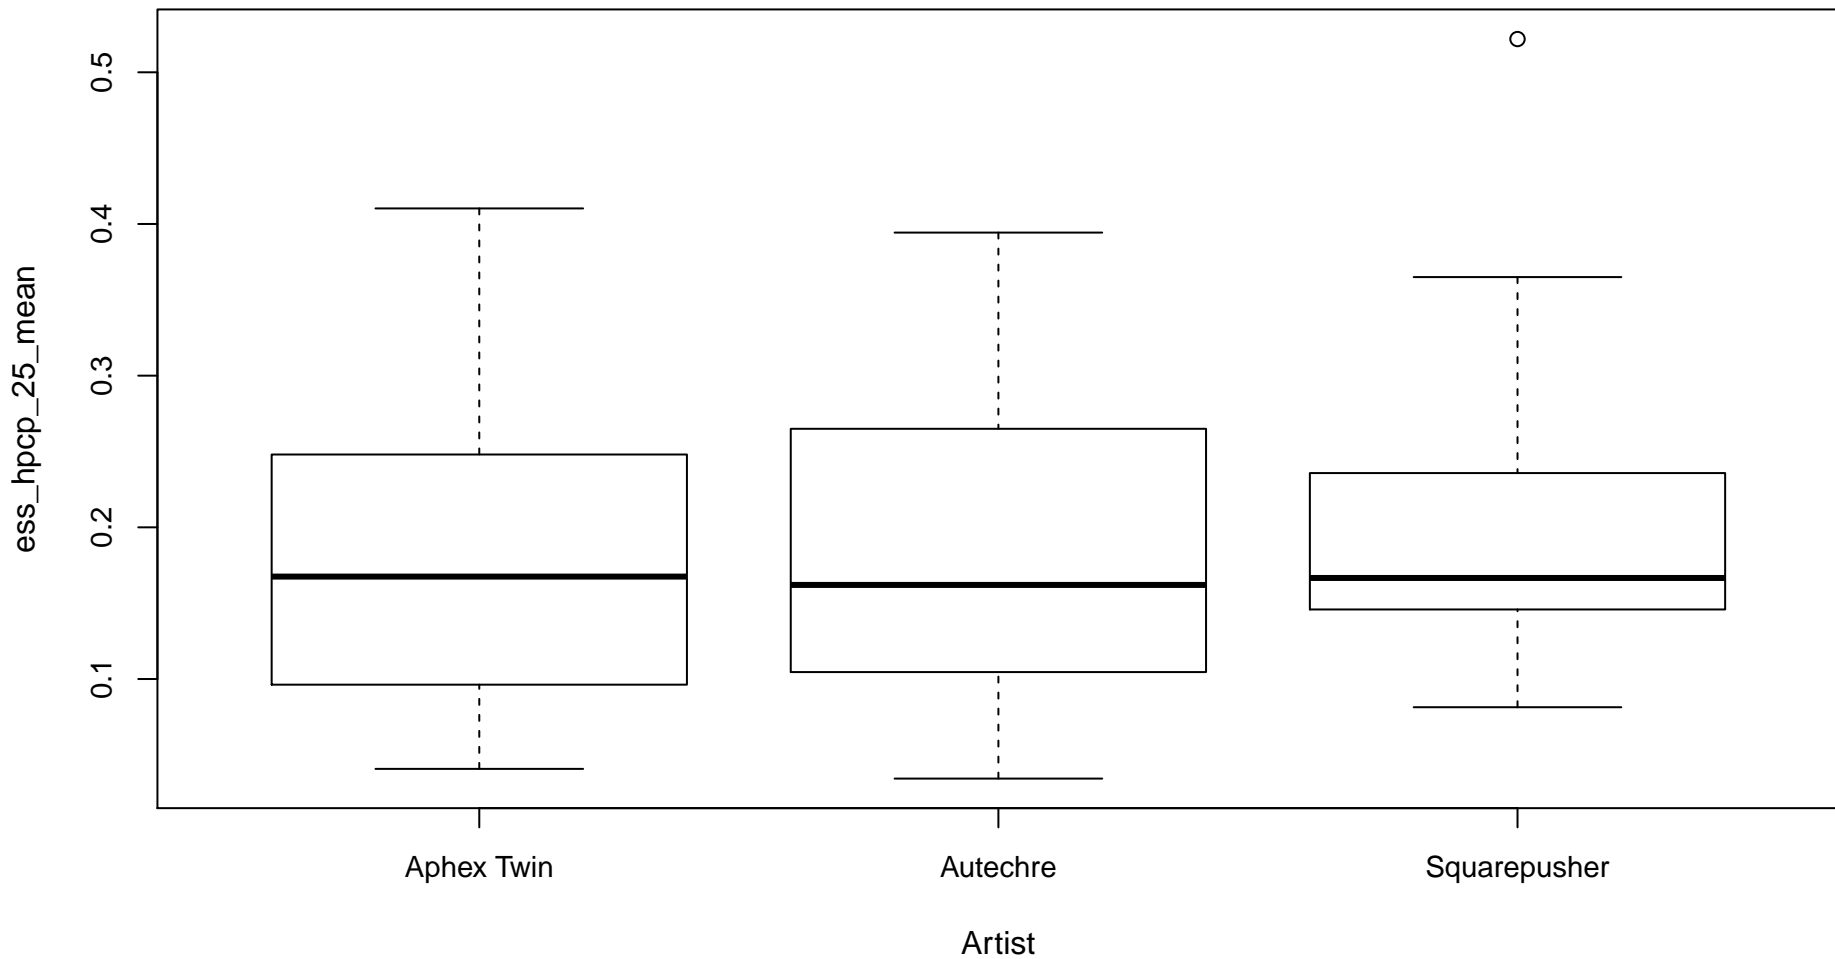 0.5
0.4
0.3
0.2
0.1
ess_hpcp_25_mean
Aphex Twin
Autechre
Squarepusher
Artist